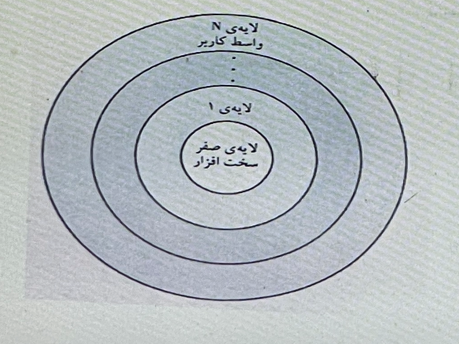 لایه‌ی N
واسط کاربر
لایه‌ی ۱
لایه‌ی صفر
سخت افزار